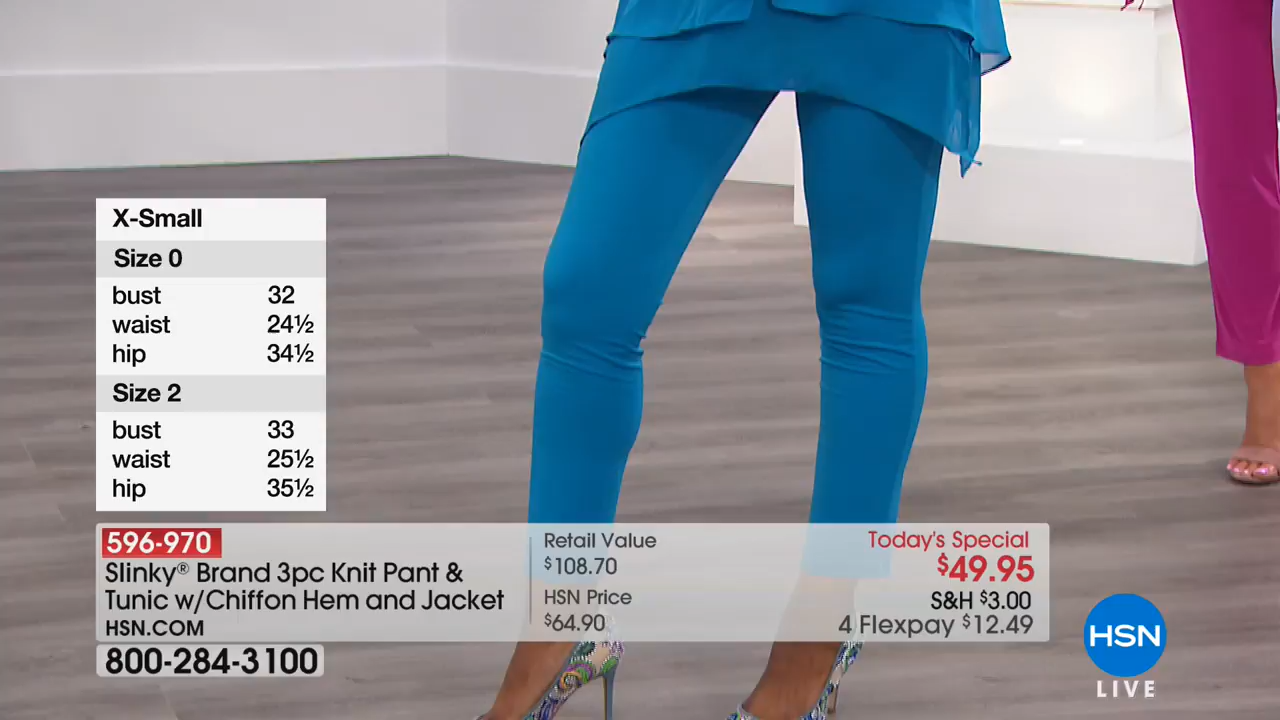 X-Small
Size 0
bust 32
waist 24½
hip 34½
Size 2
bust 33
waist 25½
hip 35½
596-970
Slinky® Brand 3pc Knit Pant &
Tunic w/Chiffon Hem and Jacket
HSN.COM
800-284-3100
Retail Value
$108.70
HSN Price
$64.90
Today's Special
$49.95
S&H $3.00
4 Flexpay $12.49
HSN
LIVE